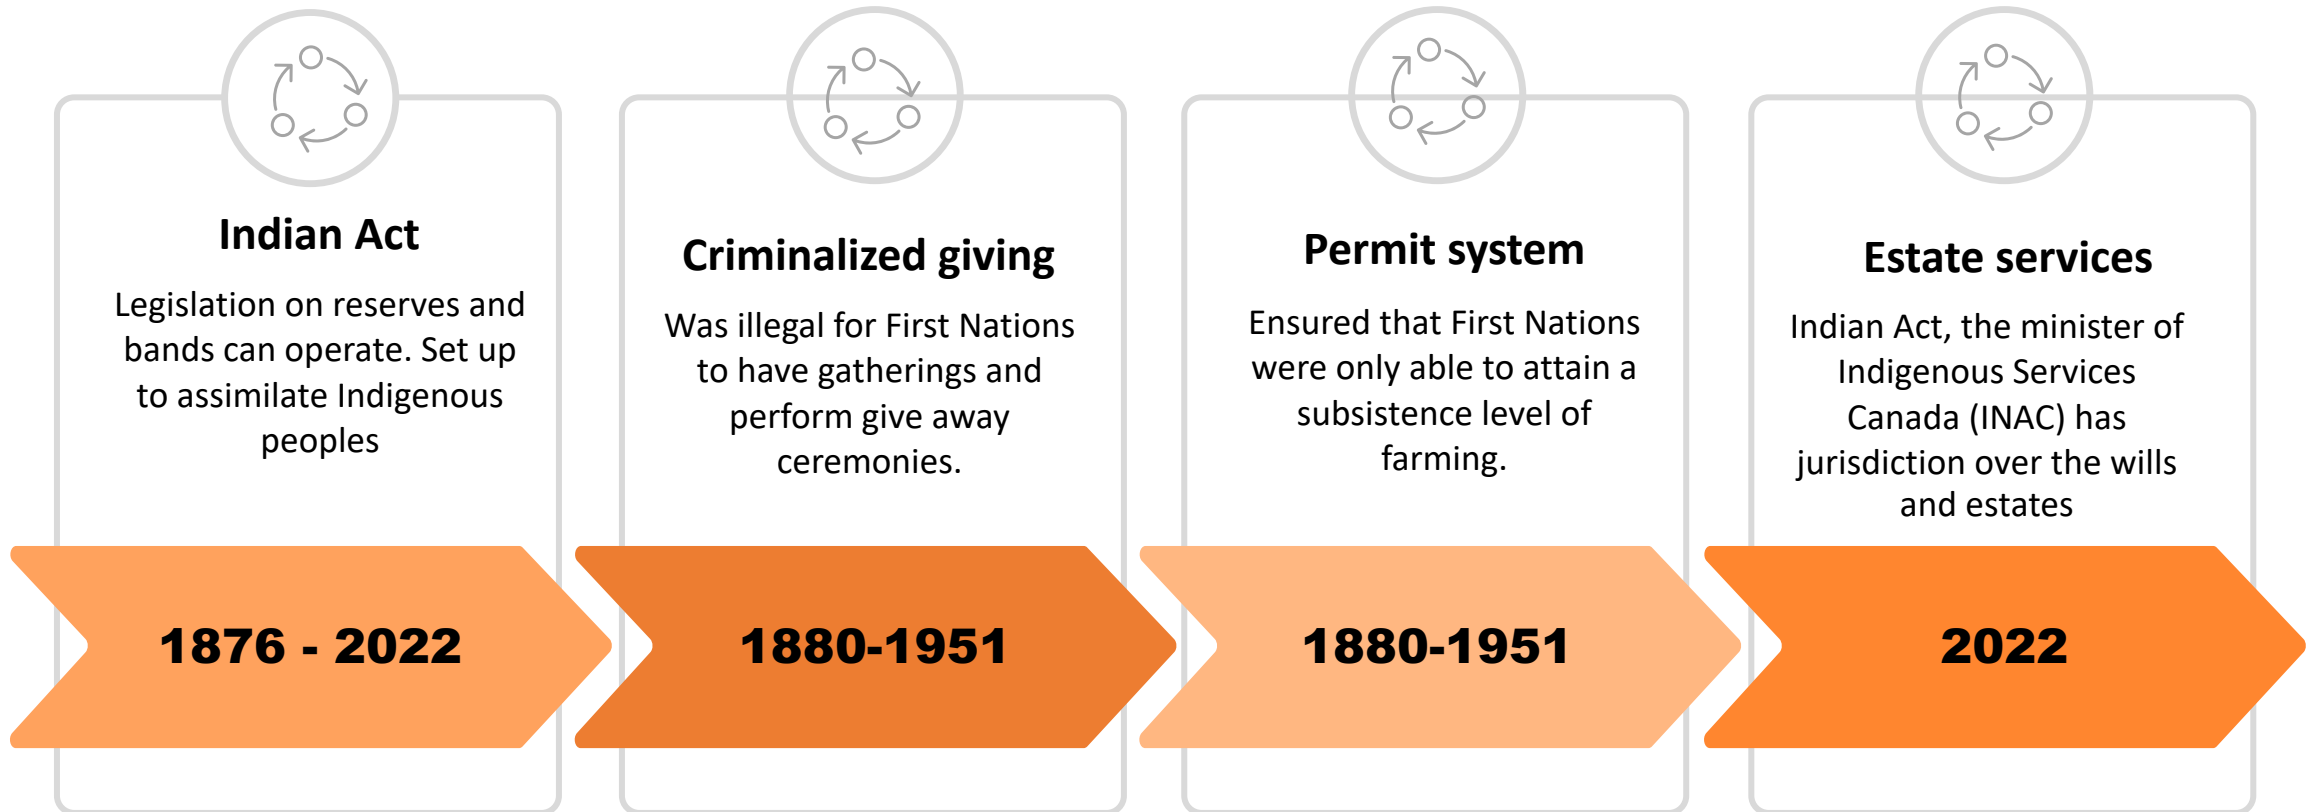 Indian Act
Legislation on reserves and
bands can operate. Set up
to assimilate Indigenous
peoples
1876 - 2022
Criminalized giving
Was illegal for First Nations
to have gatherings and
perform give away
ceremonies.
1880-1951
Permit system
Ensured that First Nations
were only able to attain a
subsistence level of
farming.
1880-1951
Estate services
Indian Act, the minister of
Indigenous Services
Canada (INAC) has
jurisdiction over the wills
and estates
2022